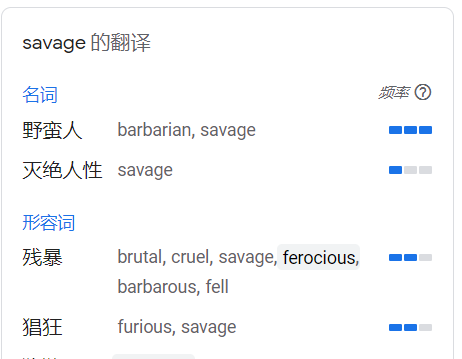 savage 的翻译
名词 频率 ?
野蛮人 barbarian, savage
灭绝人性 savage
形容词
残暴 brutal, cruel, savage, ferocious,
barbarous, fell
猖狂 furious, savage